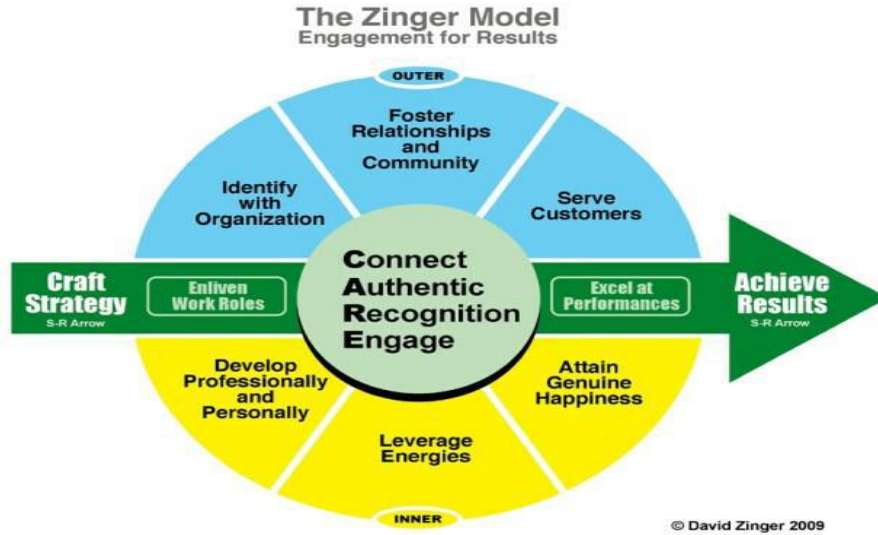 The Zinger Model
Engagement for Results
OUTER
Foster
Relationships
and
Community
Identify
with
Organization
Serve
Customers
Craft
Strategy
S-R Arrow
Enliven
Work Roles
Connect
Authentic
Recognition
Engage
Excel at
Performances
Achieve
Results
S-R Arrow
Develop
Professionally
and
Personally
Leverage
Energies
Attain
Genuine
Happiness
INNER
© David Zinger 2009